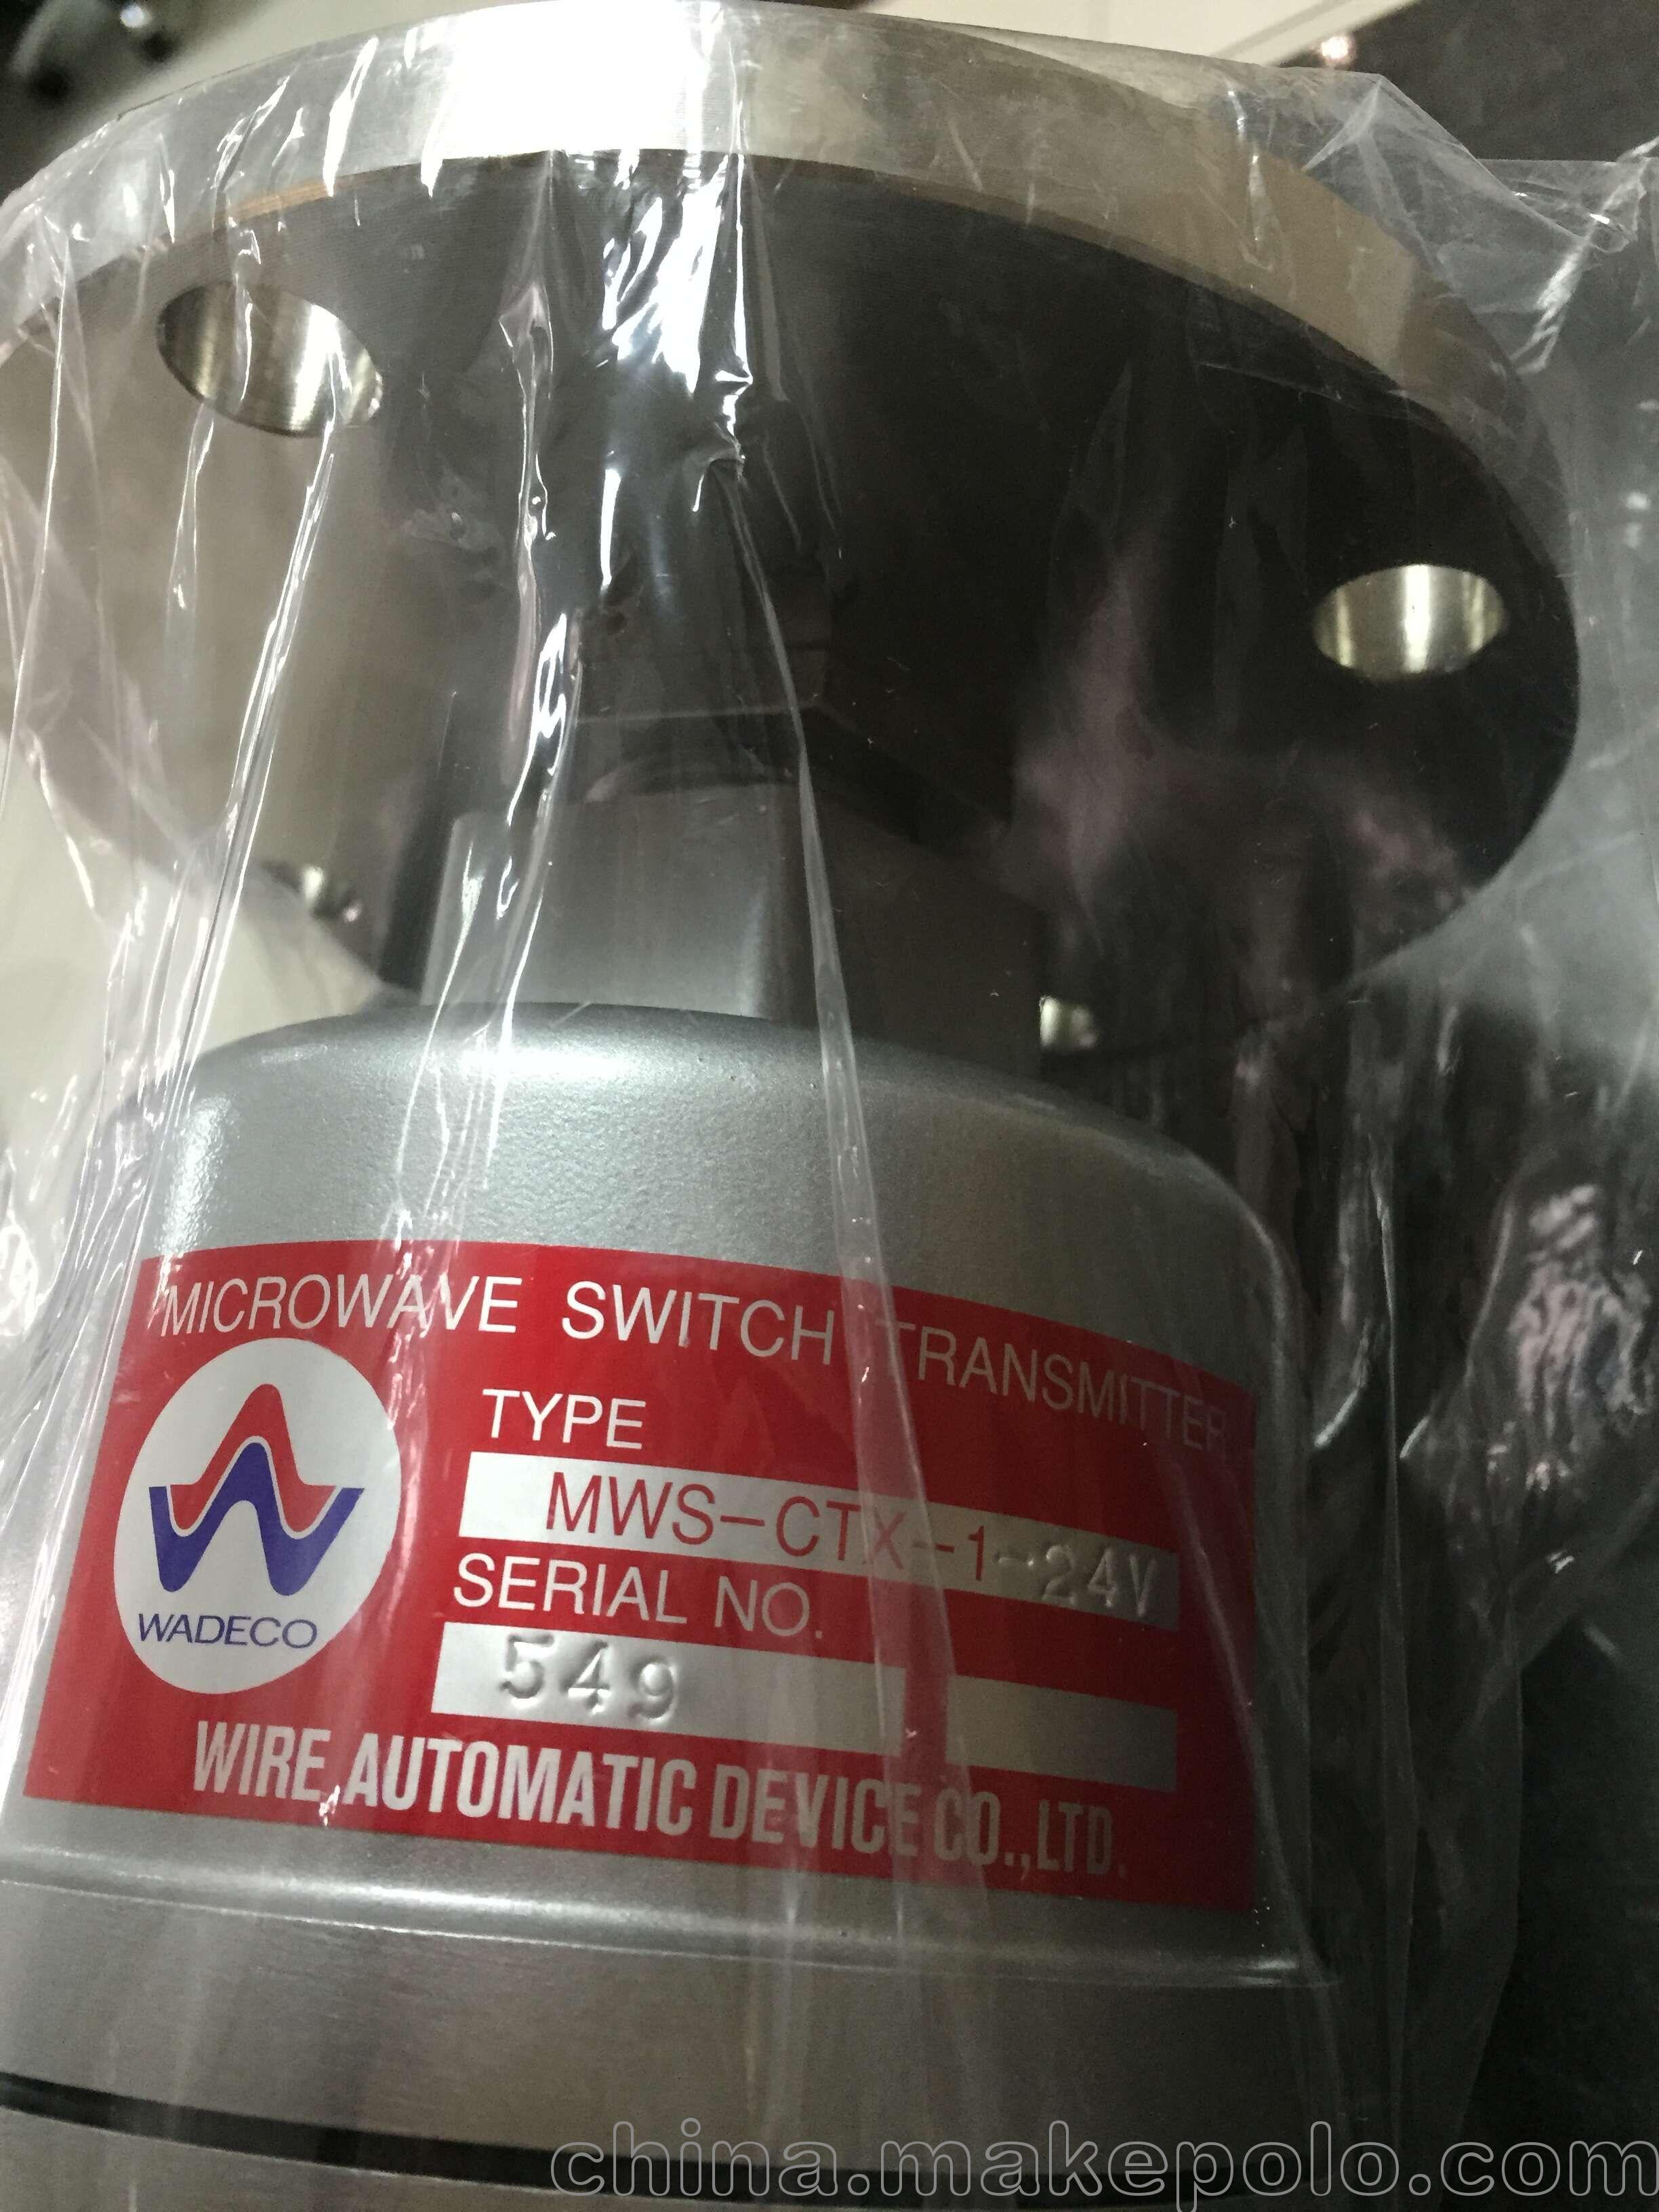 MICROWAVE SWITCH TRANSMITTER
TYPE
MWS-CTX-1-24V
SERIAL NO.
549
WADECO
WIRE AUTOMATIC DEVICE CO.,LTD.
china.makepolo.com